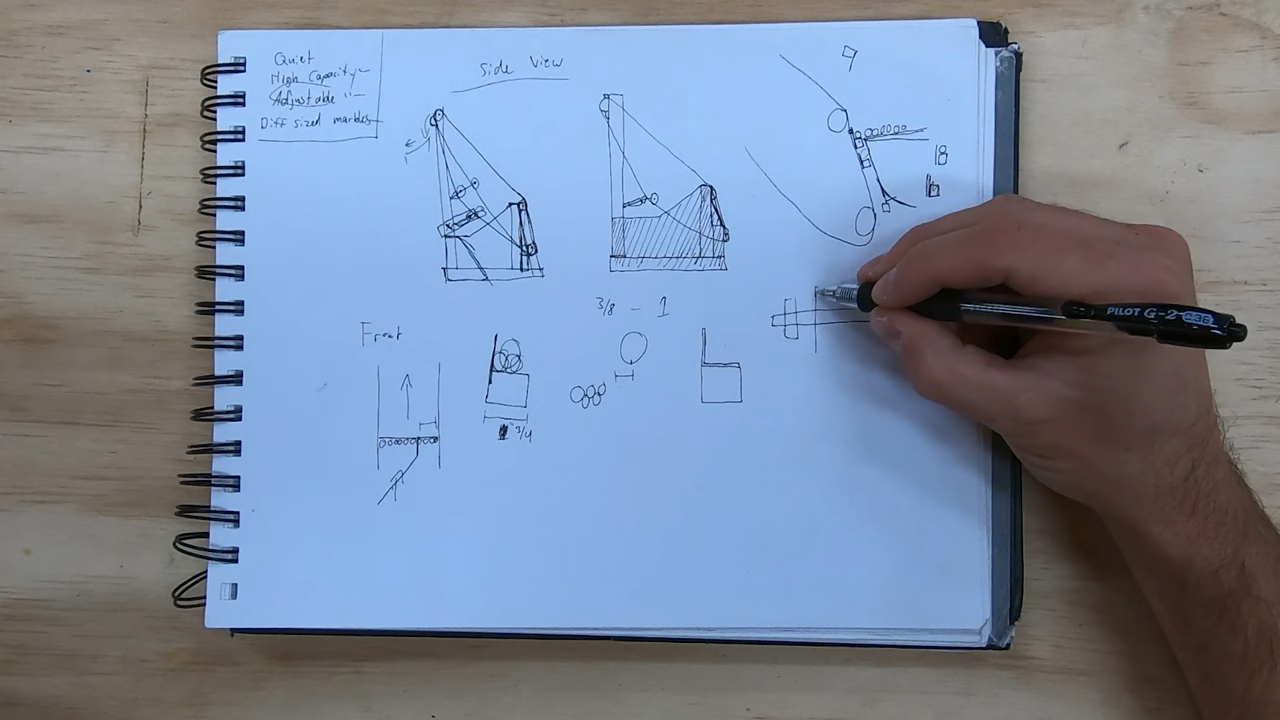 Quiet
High Capacity
Adjustable "
Diff sized marbles
Side View
9
18
16
3/8 - 1
Front
3/4
PILOT G-2